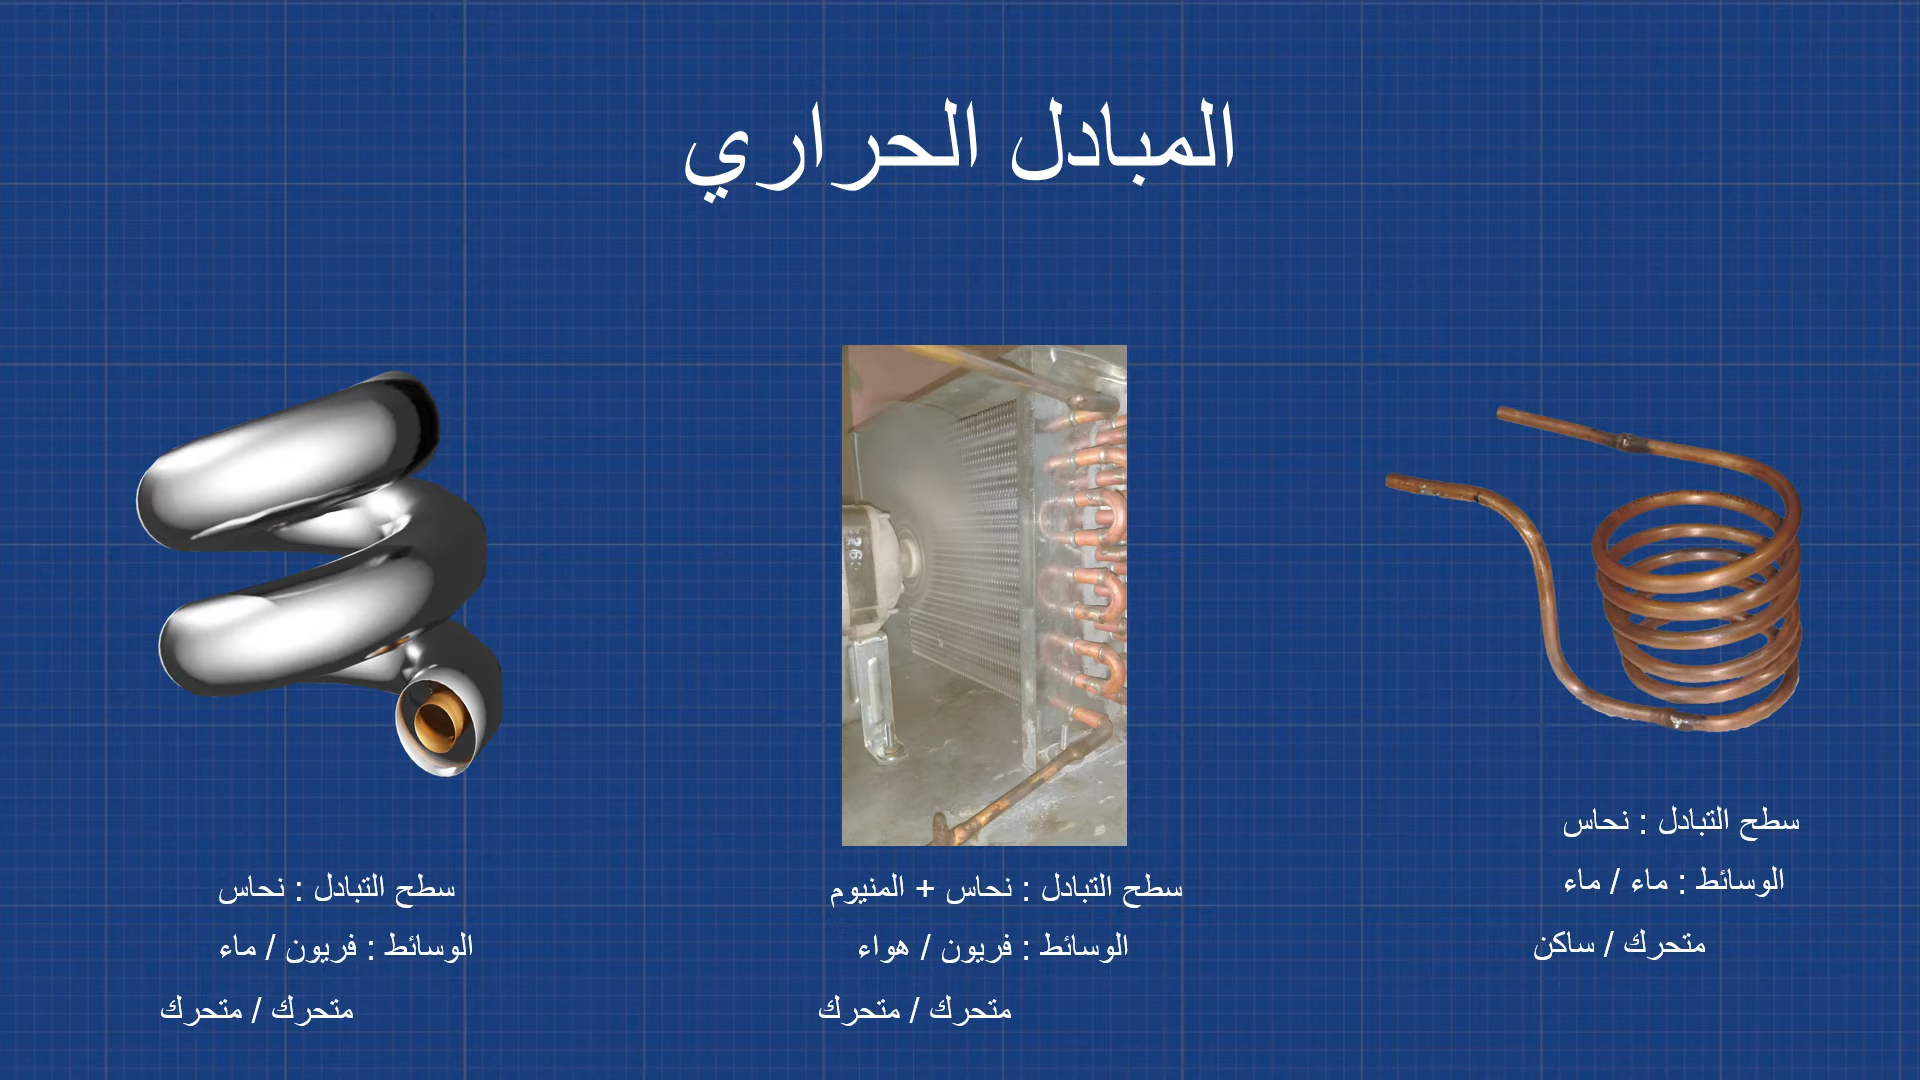 المبادل الحراري
سطح التبادل : نحاس
الوسائط : ماء / ماء
متحرك / ساكن
سطح التبادل : نحاس + المنيوم
الوسائط : فريون / هواء
متحرك / متحرك
سطح التبادل : نحاس
الوسائط : فريون / ماء
متحرك / متحرك